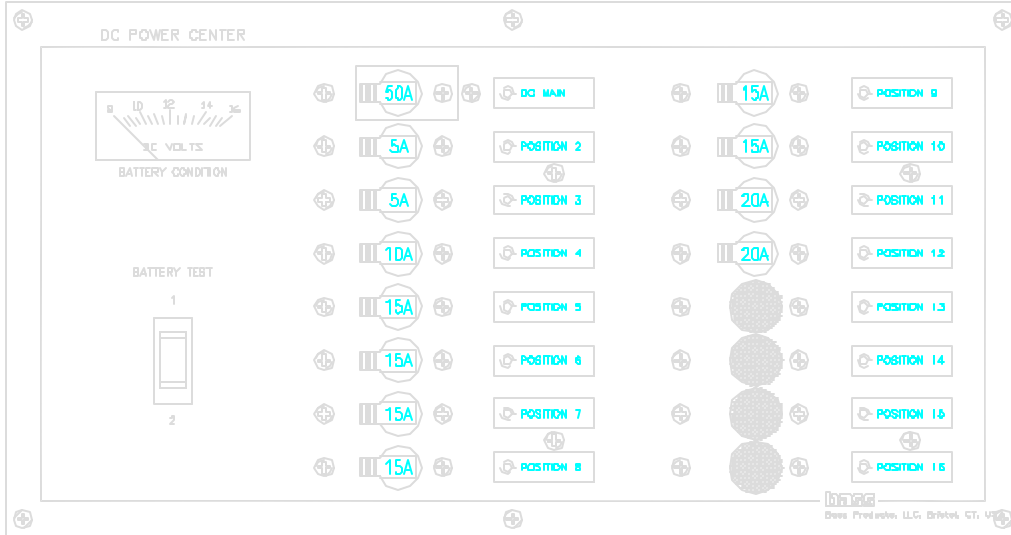 DC POWER CENTER
8 10 12 14 16
DC VOLTS
BATTERY CONDITION
BATTERY TEST
1
2
50A DC MAIN
5A POSITION 2
5A POSITION 3
10A POSITION 4
15A POSITION 5
15A POSITION 6
15A POSITION 7
15A POSITION 8
15A POSITION 9
15A POSITION 10
20A POSITION 11
20A POSITION 12
POSITION 13
POSITION 14
POSITION 15
POSITION 16
bass
Bass Products, LLC, Bristol, CT,